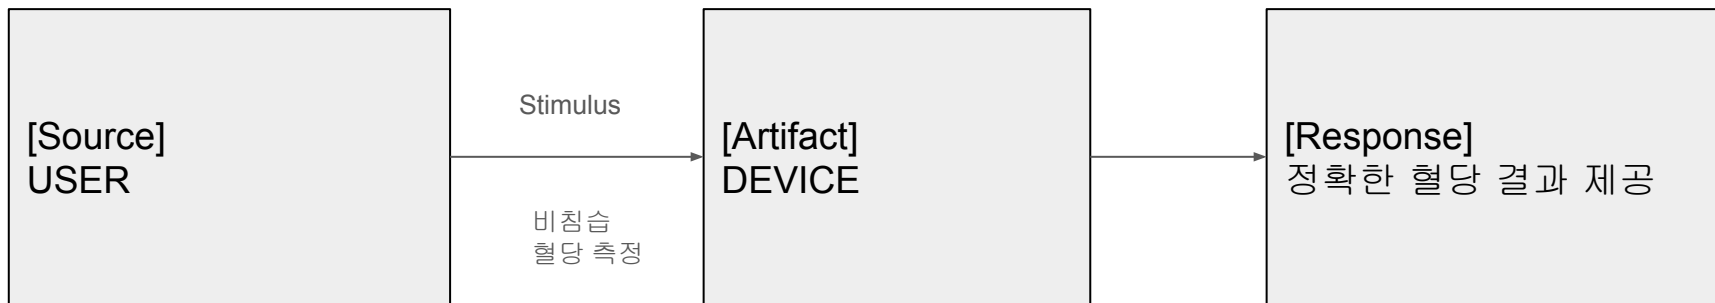 [Source]
USER
Stimulus
비침습
혈당 측정
[Artifact]
DEVICE
[Response]
정확한 혈당 결과 제공